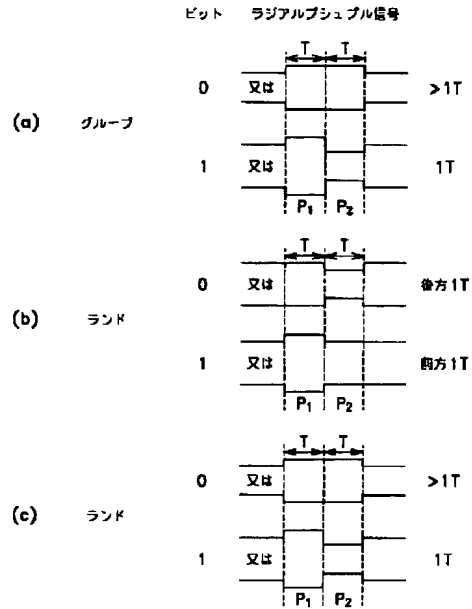 ビット ラジアルプシュプル信号
T T
0 又は >1T
(a) グループ
1 又は 1T
P1 P2
T T
0 又は 後方1T
(b) ランド
1 又は 前方1T
P1 P2
T T
0 又は >1T
(c) ランド
1 又は 1T
P1 P2